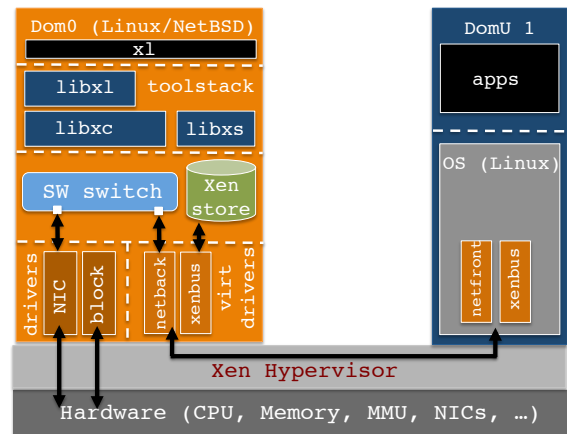 Dom0 (Linux/NetBSD)
xl
libxl
toolstack
libxc
libxs
SW switch
Xen
store
drivers
NIC
block
netback
xenbus
virt
drivers
DomU 1
apps
OS (Linux)
netfront
xenbus
Xen Hypervisor
Hardware (CPU, Memory, MMU, NICs, …)